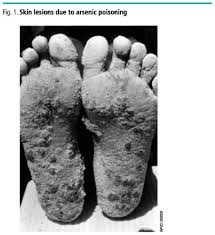 Fig. 1. Skin lesions due to arsenic poisoning